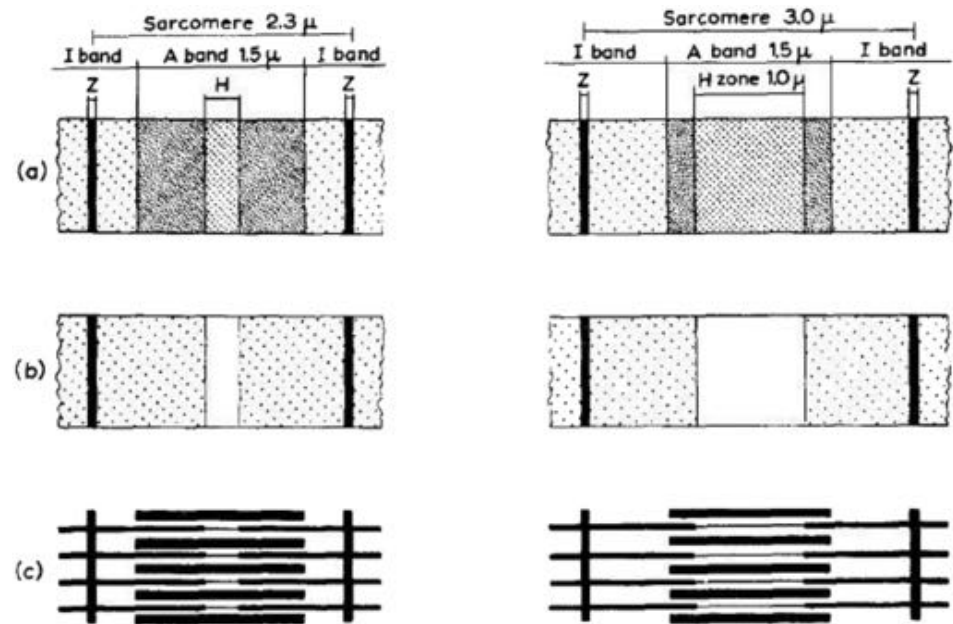 Sarcomere 2.3 μ
I band A band 1.5 μ I band
Z H Z
Sarcomere 3.0 μ
I band A band 1,5 μ I band
Z H zone 1.0 μ Z
(a)
(b)
(c)